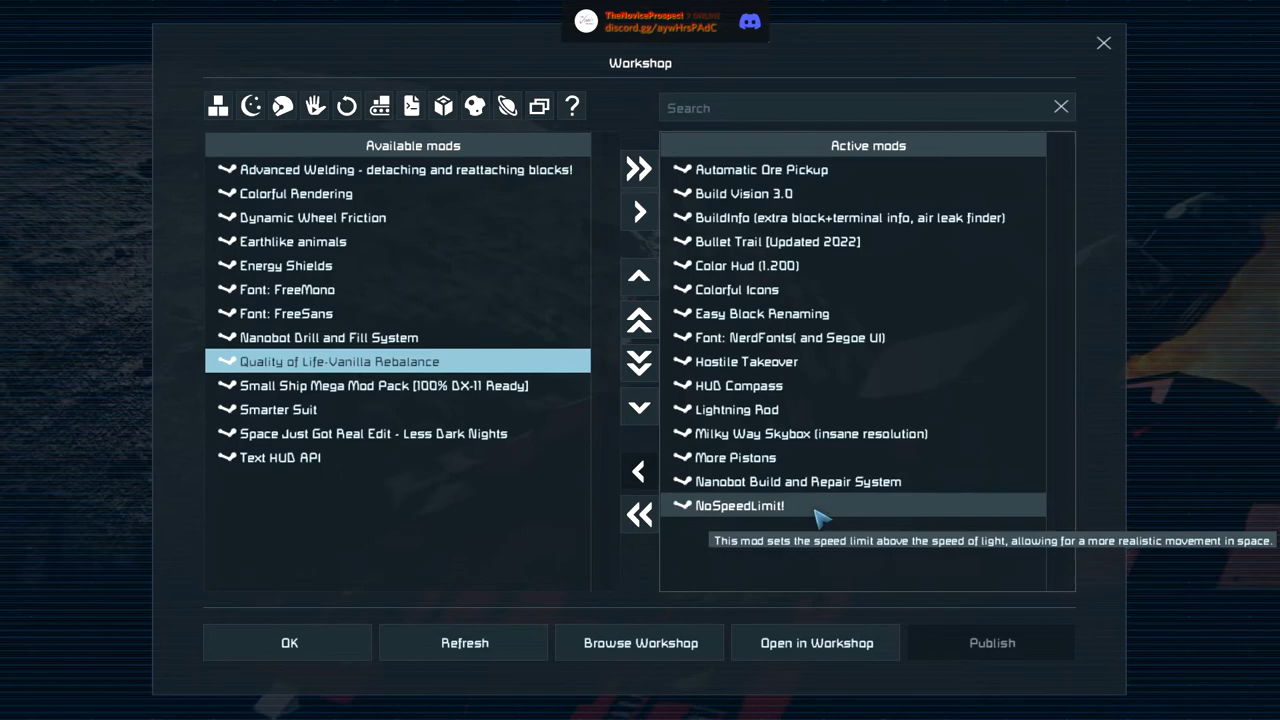 TheNoviceProspect
discord.gg/aywHrsPAdC
Workshop
Search
Available mods
Advanced Welding - detaching and reattaching blocks!
Colorful Rendering
Dynamic Wheel Friction
Earthlike animals
Energy Shields
Font: FreeMono
Font: FreeSans
Nanobot Drill and Fill System
Quality of Life-Vanilla Rebalance
Small Ship Mega Mod Pack [100% DX-11 Ready]
Smarter Suit
Space Just Got Real Edit - Less Dark Nights
Text HUD API
Active mods
Automatic Ore Pickup
Build Vision 3.0
BuildInfo (extra block+terminal info, air leak finder)
Bullet Trail [Updated 2022]
Color Hud (1.200)
Colorful Icons
Easy Block Renaming
Font: NerdFonts( and Segoe UI)
Hostile Takeover
HUD Compass
Lightning Rod
Milky Way Skybox (insane resolution)
More Pistons
Nanobot Build and Repair System
NoSpeedLimit!
This mod sets the speed limit above the speed of light, allowing for a more realistic movement in space.
OK
Refresh
Browse Workshop
Open in Workshop
Publish